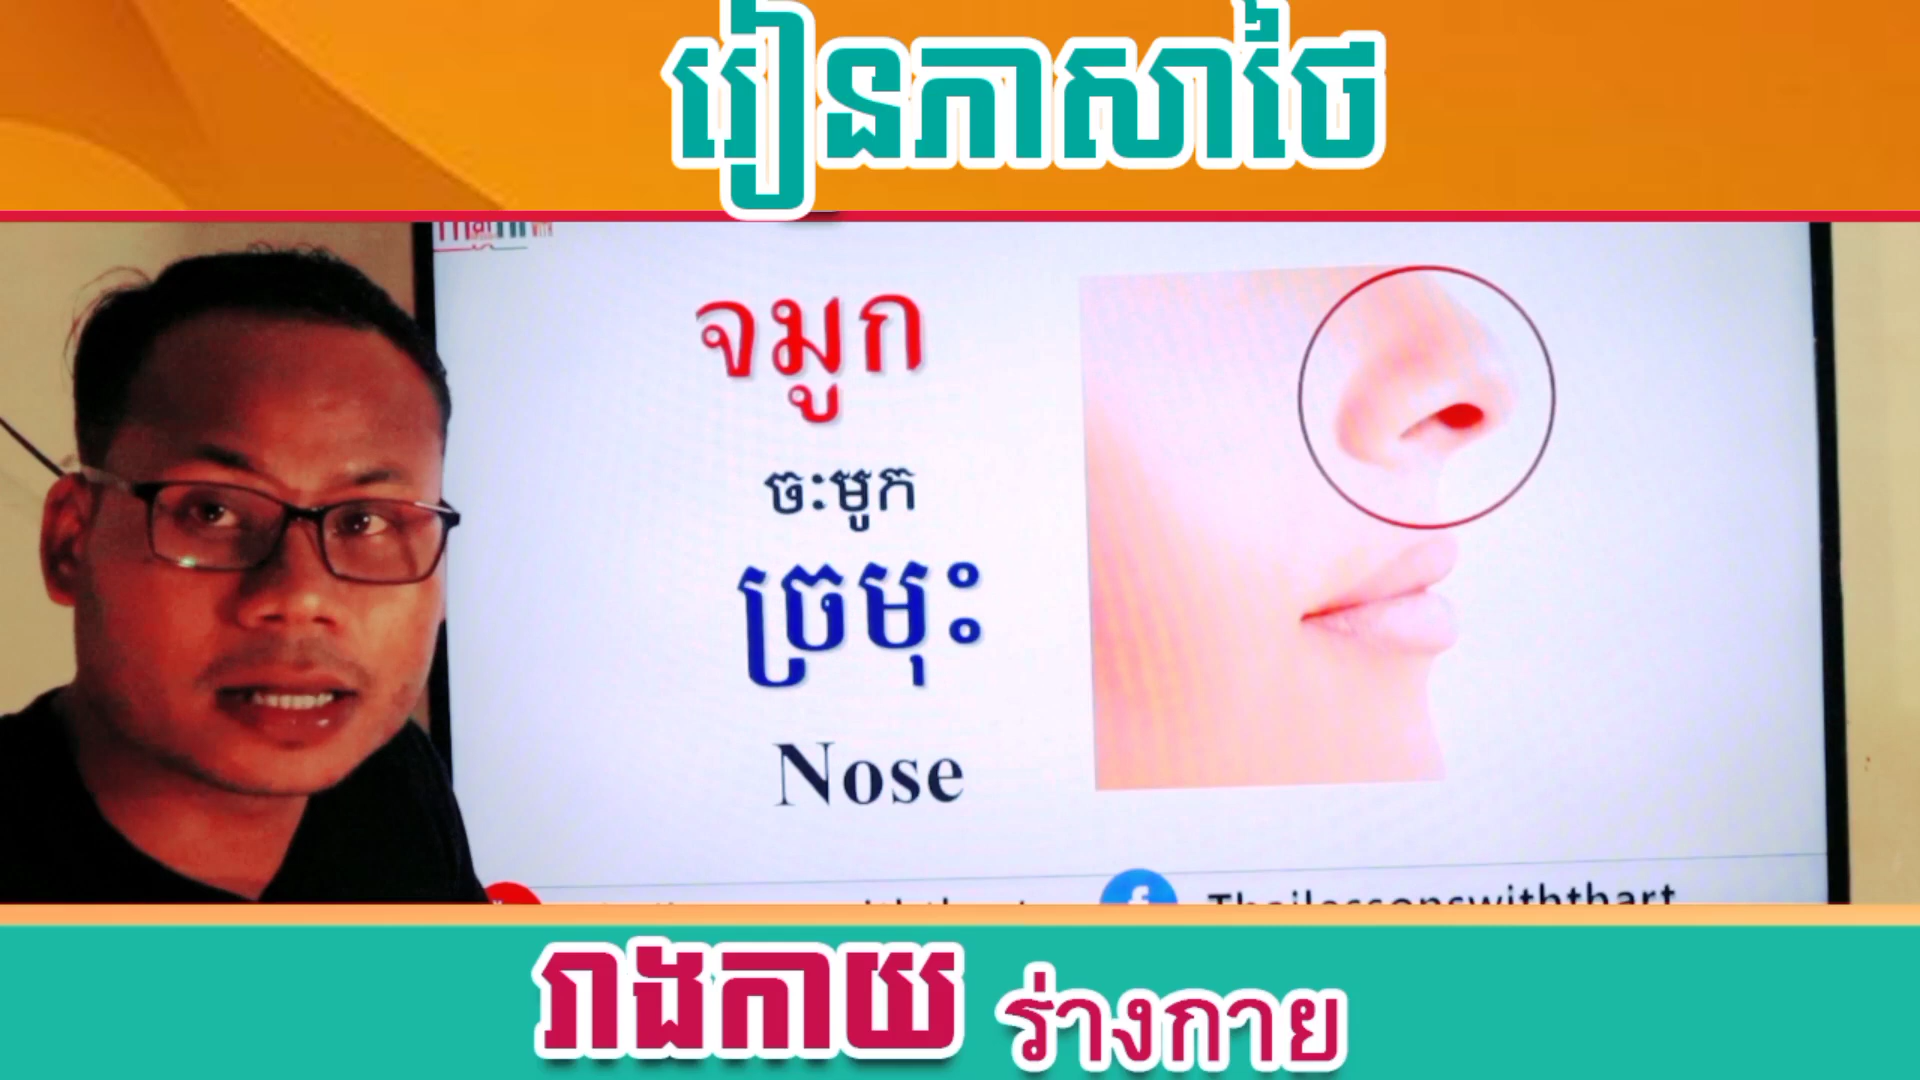 រៀនភាសាថៃ
จมูก
ចះមូក
ច្រមុះ
Nose
Thailessonswiththart
រាងកាយ ร่างกาย